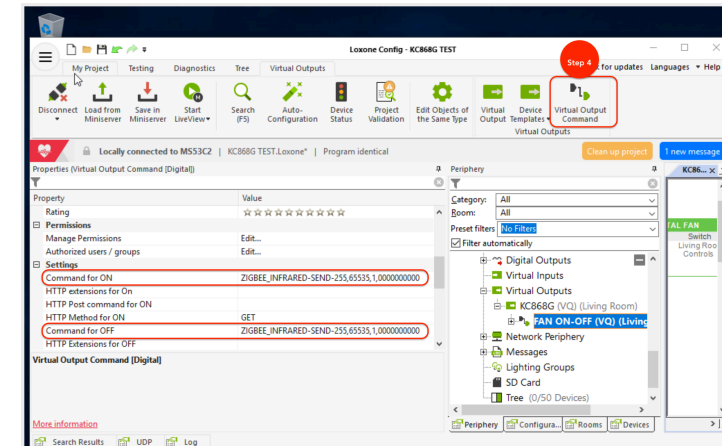 Loxone Config - KC868G TEST
My Project Testing Diagnostics Tree Virtual Outputs
Step 4
for updates Languages Help
Disconnect
Load from Miniserver
Save in Miniserver
Start LiveView
Search (F5)
Auto-Configuration
Device Status
Project Validation
Edit Objects of the Same Type
Virtual Output
Device Templates
Virtual Output Command
Virtual Outputs
Locally connected to MS53C2 | KC868G TEST.Loxone* | Program identical
Clean up project
1 new message
Properties (Virtual Output Command [Digital])
Property Value
Rating
Permissions
Manage Permissions Edit...
Authorized users / groups Edit...
Settings
Command for ON ZIGBEE_INFRARED-SEND-255,65535,1,0000000000
HTTP extensions for On
HTTP Post command for ON
HTTP Method for ON GET
Command for OFF ZIGBEE_INFRARED-SEND-255,65535,1,0000000000
HTTP Extensions for OFF
Virtual Output Command [Digital]
More information
Search Results UDP Log
Periphery
Category: All
Room: All
Preset filters No Filters
Filter automatically
Digital Outputs
Virtual Inputs
Virtual Outputs
KC868G (VQ) (Living Room)
FAN ON-OFF (VQ) (Living
Network Periphery
Messages
Lighting Groups
SD Card
Tree (0/50 Devices)
Periphery Configura... Rooms Devices
KC86...
TAL FAN
Switch
Living Roo
Controls